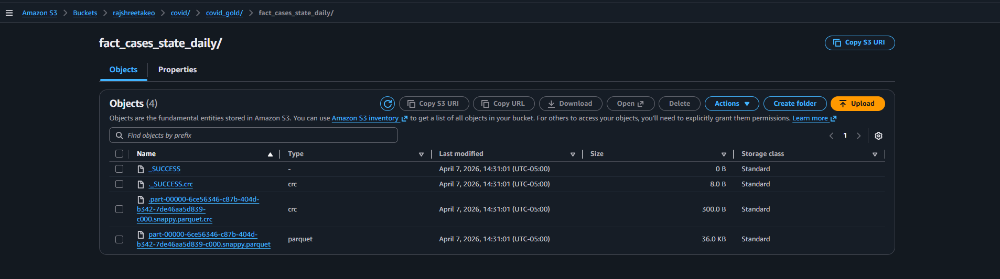 Amazon S3 > Buckets > rajshreetakeo > covid/ > covid_gold/ > fact_cases_state_daily/
fact_cases_state_daily/
Copy S3 URI
Objects
Properties
Objects (4)
Copy S3 URI
Copy URL
Download
Open
Delete
Actions
Create folder
Upload
Objects are the fundamental entities stored in Amazon S3. You can use Amazon S3 inventory to get a list of all objects in your bucket. For others to access your objects, you'll need to explicitly grant them permissions. Learn more
Find objects by prefix
1
Name Type Last modified Size Storage class
_SUCCESS - April 7, 2026, 14:31:01 (UTC-05:00) 0 B Standard
._SUCCESS.crc crc April 7, 2026, 14:31:01 (UTC-05:00) 8.0 B Standard
.part-00000-6ce56346-c87b-404d-
b342-7de46aa5d839- crc April 7, 2026, 14:31:01 (UTC-05:00) 300.0 B Standard
c000.snappy.parquet.crc
part-00000-6ce56346-c87b-404d-
b342-7de46aa5d839-c000.snappy.parquet parquet April 7, 2026, 14:31:01 (UTC-05:00) 36.0 KB Standard